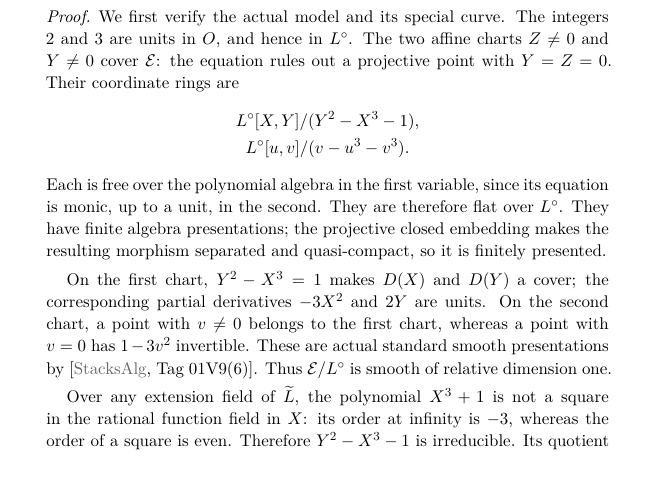 Proof. We first verify the actual model and its special curve. The integers
2 and 3 are units in O, and hence in L°. The two affine charts Z ≠ 0 and
Y ≠ 0 cover ℰ: the equation rules out a projective point with Y = Z = 0.
Their coordinate rings are
L°[X, Y]/(Y² − X³ − 1),
L°[u, v]/(v − u³ − v³).
Each is free over the polynomial algebra in the first variable, since its equation
is monic, up to a unit, in the second. They are therefore flat over L°. They
have finite algebra presentations; the projective closed embedding makes the
resulting morphism separated and quasi-compact, so it is finitely presented.
On the first chart, Y² − X³ = 1 makes D(X) and D(Y) a cover; the
corresponding partial derivatives −3X² and 2Y are units. On the second
chart, a point with v ≠ 0 belongs to the first chart, whereas a point with
v = 0 has 1 − 3v² invertible. These are actual standard smooth presentations
by [StacksAlg, Tag 01V9(6)]. Thus ℰ/L° is smooth of relative dimension one.
Over any extension field of L̃, the polynomial X³ + 1 is not a square
in the rational function field in X: its order at infinity is −3, whereas the
order of a square is even. Therefore Y² − X³ − 1 is irreducible. Its quotient